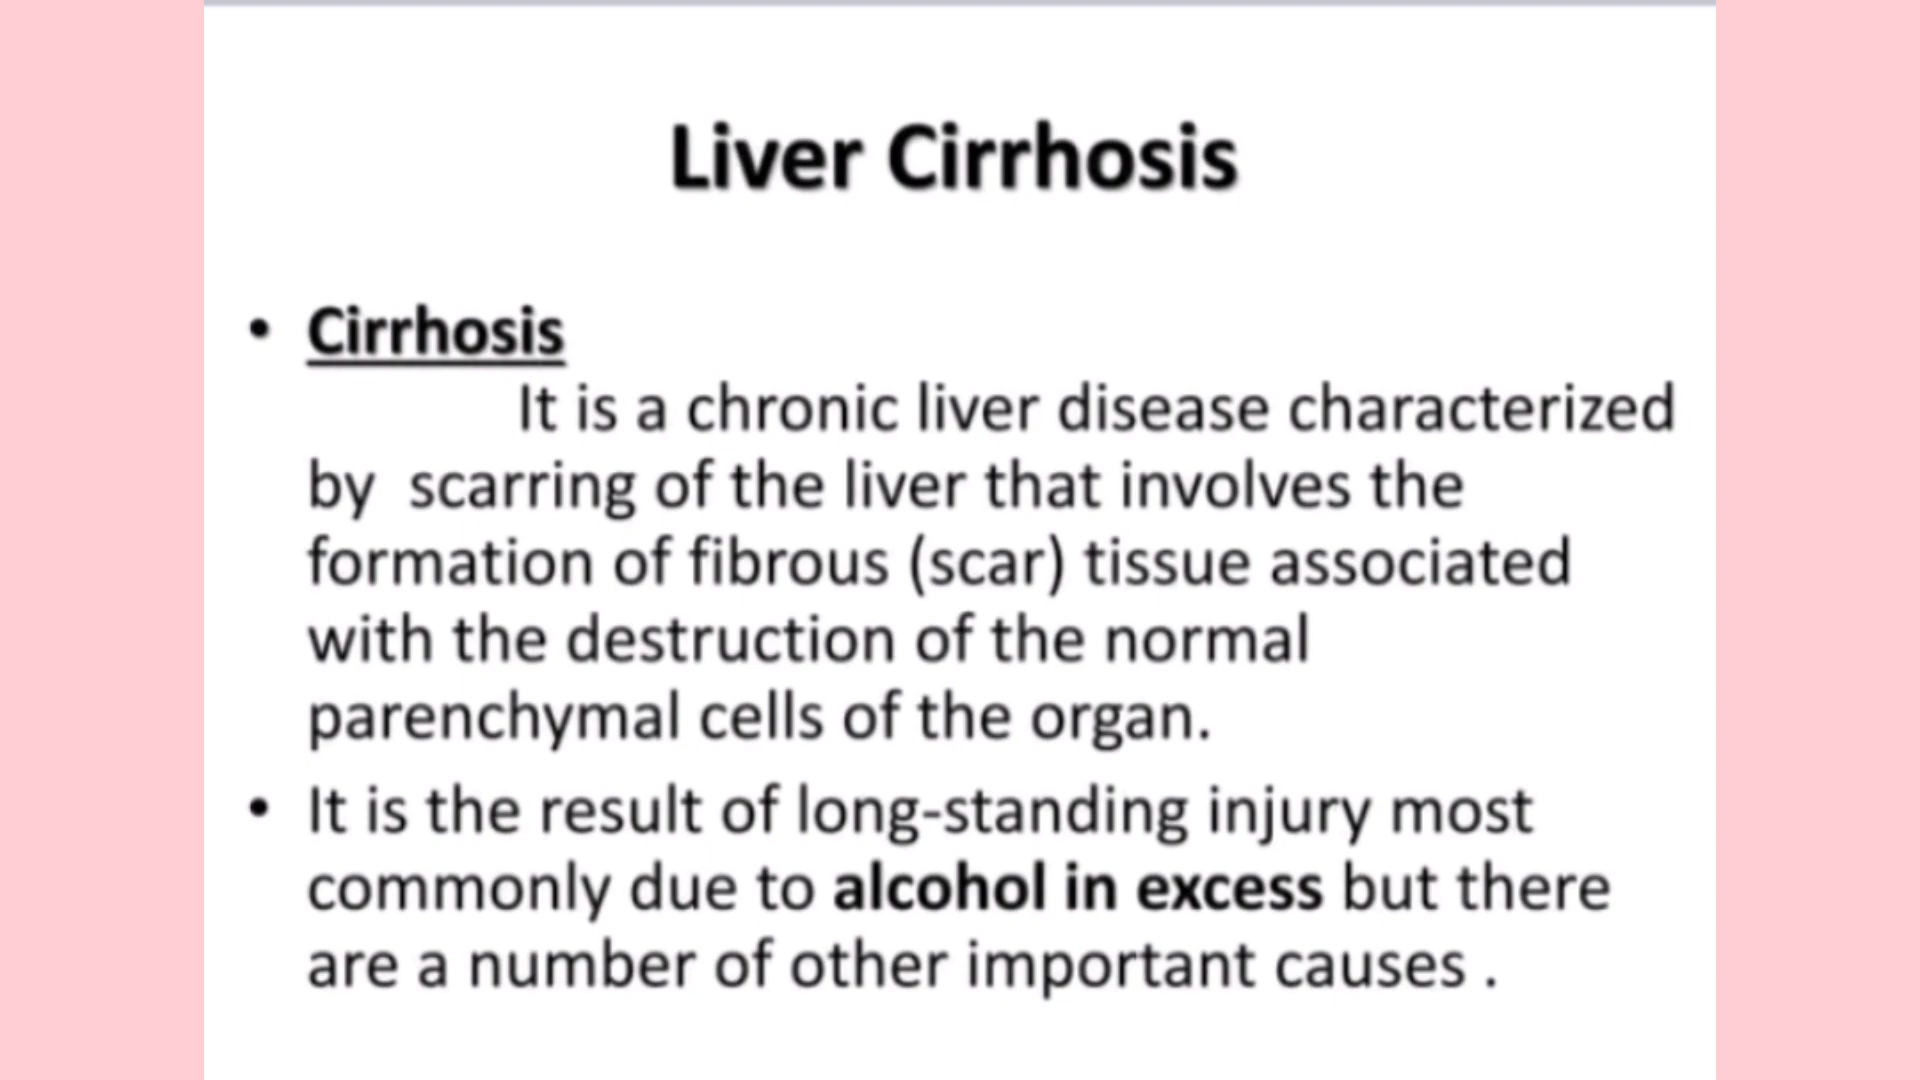 Liver Cirrhosis
• Cirrhosis
It is a chronic liver disease characterized
by scarring of the liver that involves the
formation of fibrous (scar) tissue associated
with the destruction of the normal
parenchymal cells of the organ.
• It is the result of long-standing injury most
commonly due to alcohol in excess but there
are a number of other important causes .